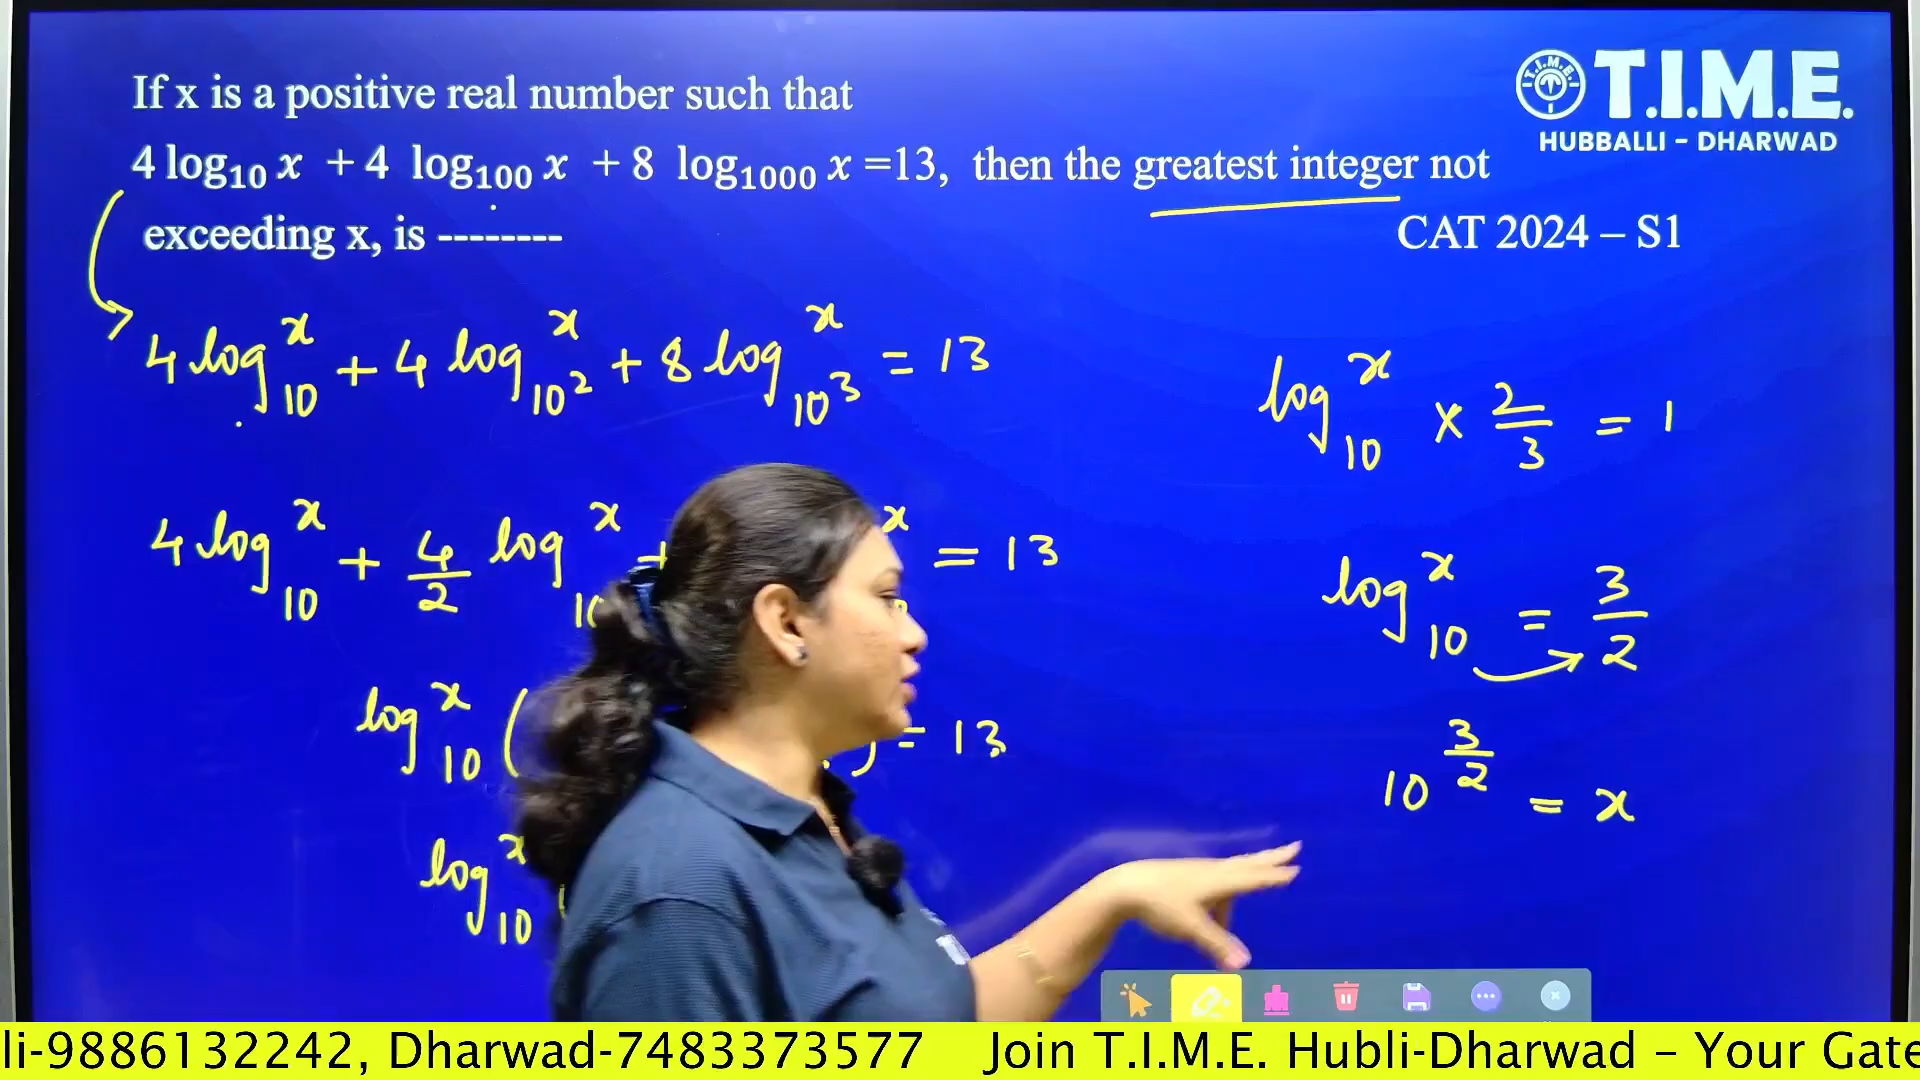 If x is a positive real number such that
4 log₁₀ x + 4 log₁₀₀ x + 8 log₁₀₀₀ x =13, then the greatest integer not
exceeding x, is --------
CAT 2024 – S1
T.I.M.E.
T.I.M.E.
HUBBALLI - DHARWAD
4 log₁₀ x + 4 log₁₀² x + 8 log₁₀³ x = 13
4 log₁₀ x + 4/2 log x + x = 13
log₁₀ x ( ) = 13
log₁₀ x
log₁₀ x × 2/3 = 1
log₁₀ x = 3/2
10^(3/2) = x
li-9886132242, Dharwad-7483373577 Join T.I.M.E. Hubli-Dharwad – Your Gate